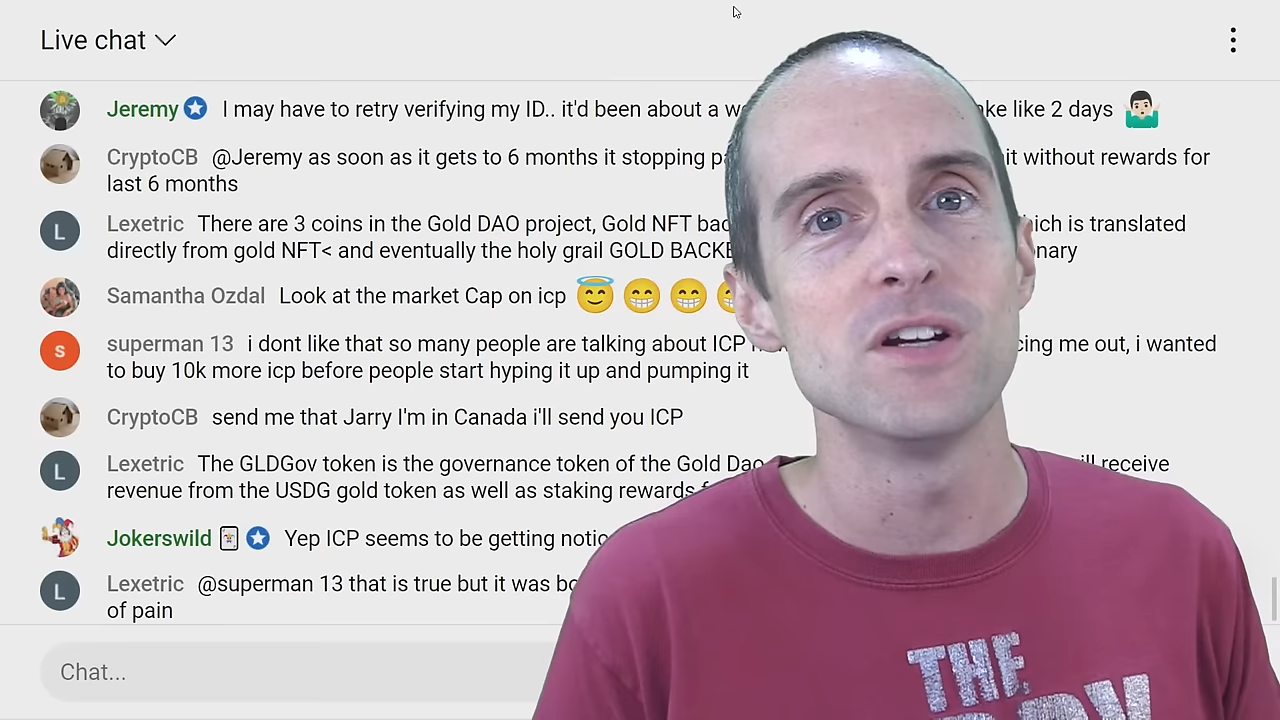 Live chat
Jeremy I may have to retry verifying my ID.. it'd been about a like 2 days
CryptoCB @Jeremy as soon as it gets to 6 months it stopping it without rewards for
last 6 months
L Lexetric There are 3 coins in the Gold DAO project, Gold NFT is translated
directly from gold NFT< and eventually the holy grail GOLD
Samantha Ozdal Look at the market Cap on icp
s superman 13 i dont like that so many people are talking about ICP me out, i wanted
to buy 10k more icp before people start hyping it up and pumping it
CryptoCB send me that Jarry I'm in Canada i'll send you ICP
L Lexetric The GLDGov token is the governance token of the Gold Dao receive
revenue from the USDG gold token as well as staking rewards
Jokerswild Yep ICP seems to be getting
L Lexetric @superman 13 that is true but it was
of pain
Chat...
THE